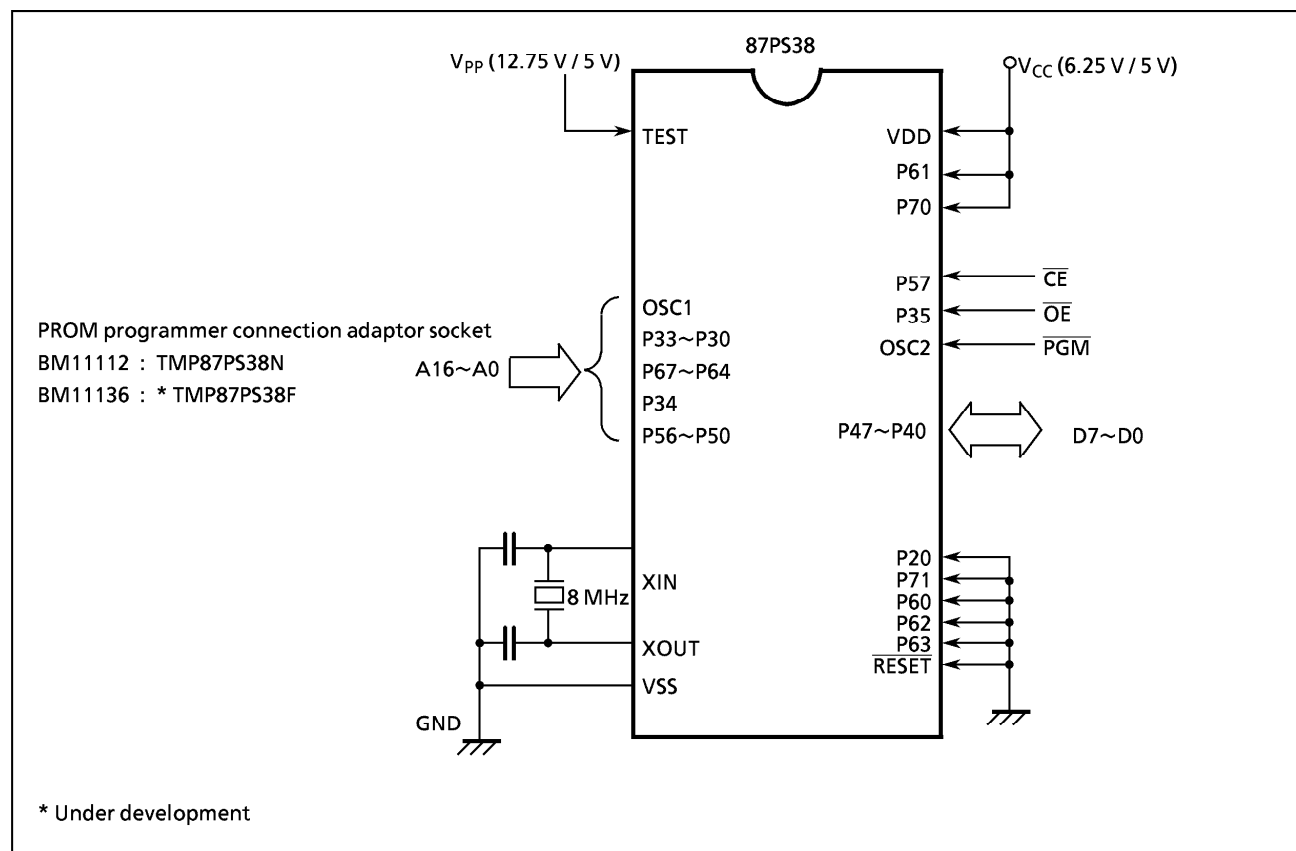 87PS38
V_PP (12.75 V / 5 V)
V_CC (6.25 V / 5 V)
TEST
VDD
P61
P70
P57
CE
P35
OE
OSC2
PGM
PROM programmer connection adaptor socket
BM11112 : TMP87PS38N
BM11136 : * TMP87PS38F
A16~A0
OSC1
P33~P30
P67~P64
P34
P56~P50
P47~P40
D7~D0
XIN
8 MHz
XOUT
VSS
GND
P20
P71
P60
P62
P63
RESET
* Under development